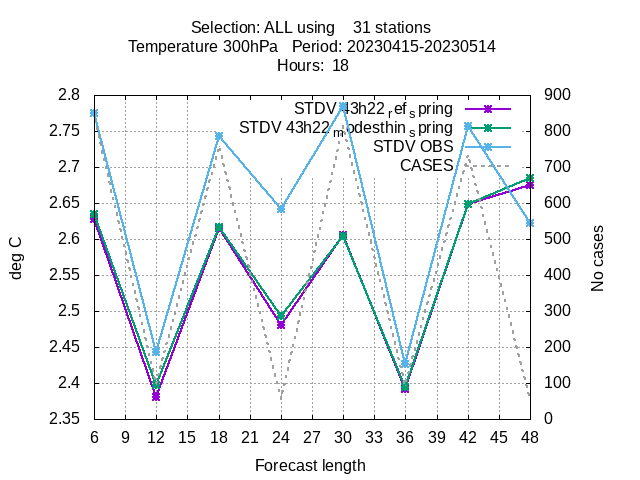 Selection: ALL using    31 stations
Temperature 300hPa   Period: 20230415-20230514
Hours:  18
2.8
2.75
2.7
2.65
2.6
2.55
2.5
2.45
2.4
2.35
900
800
700
600
500
400
300
200
100
0
STDV 43h22_ref_spring
STDV 43h22_modesthin_spring
STDV OBS
CASES
deg C
No cases
6 9 12 15 18 21 24 27 30 33 36 39 42 45 48
Forecast length